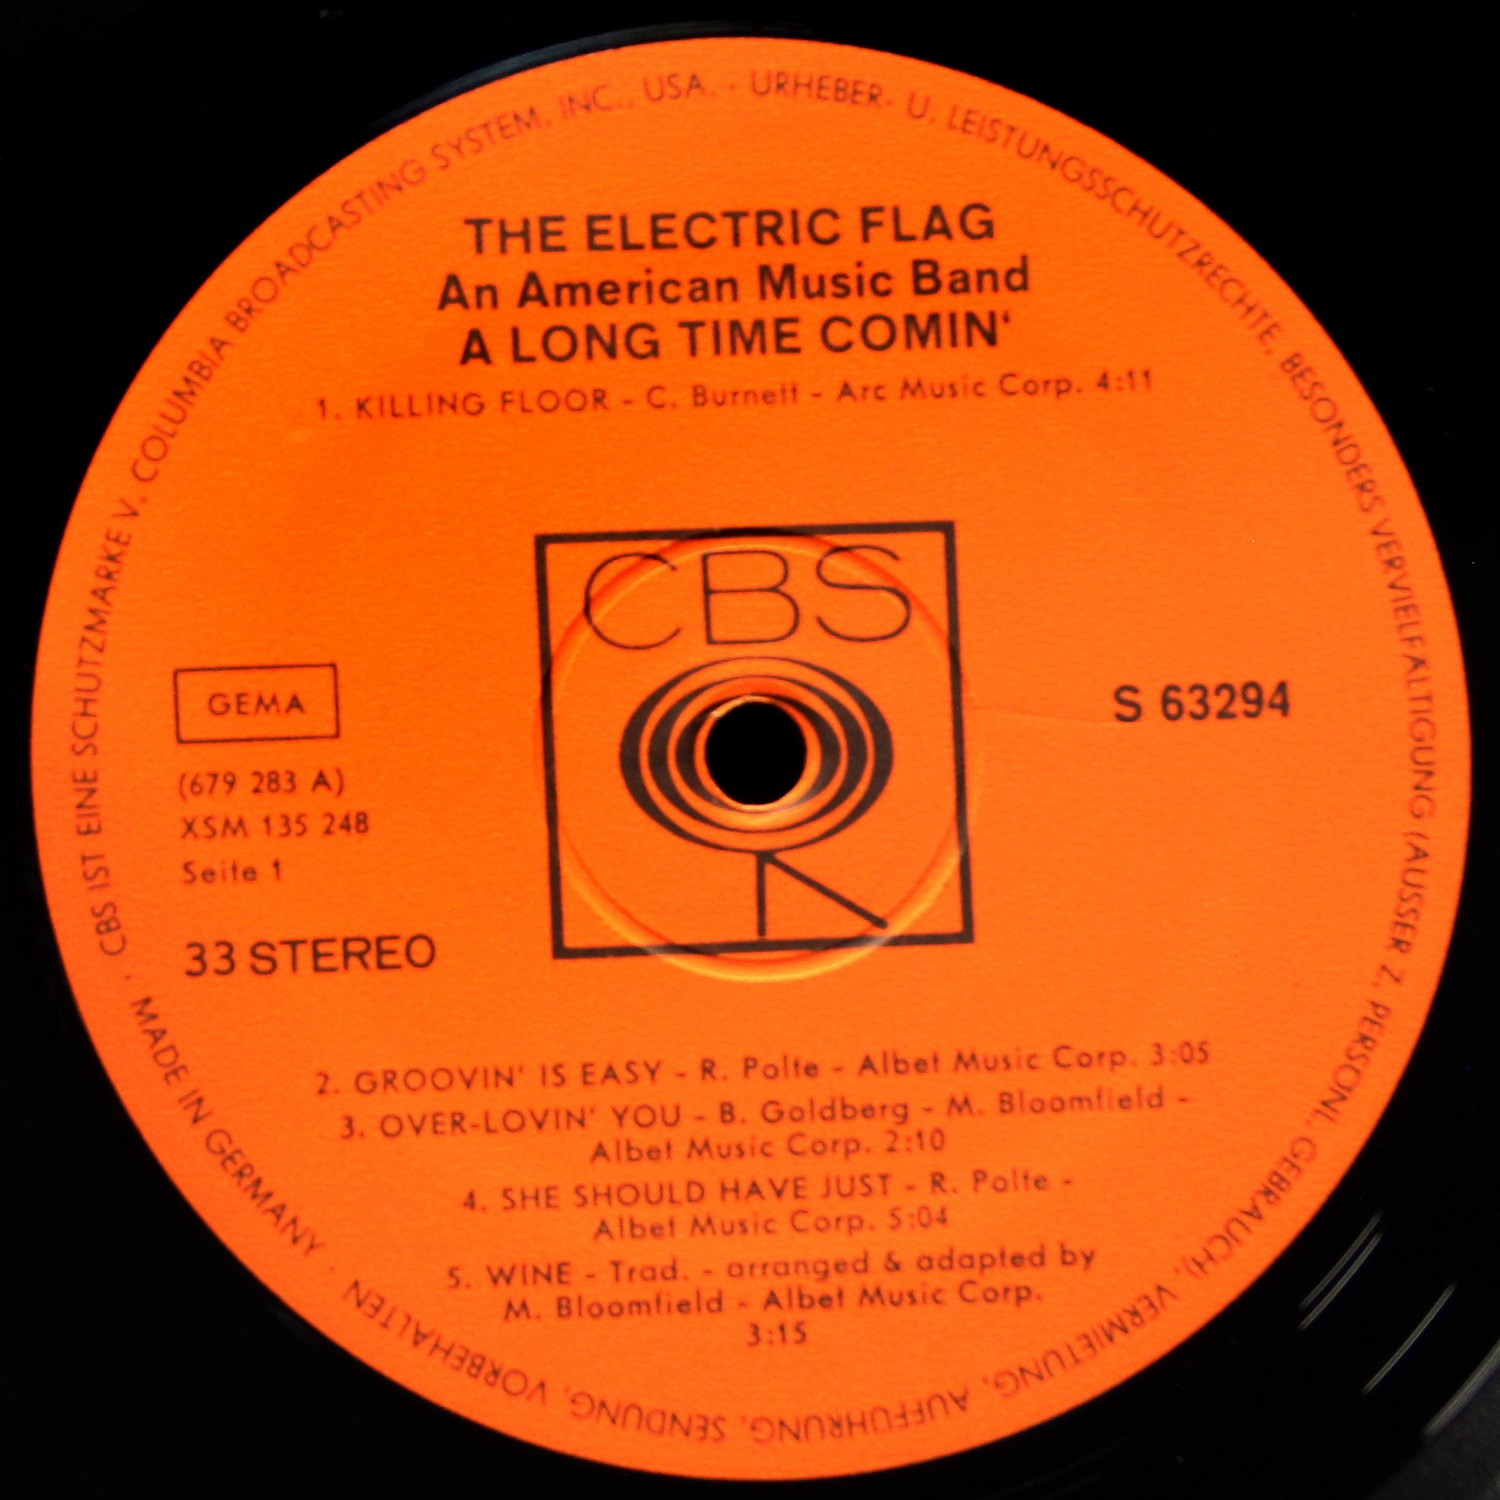 THE ELECTRIC FLAG
An American Music Band
A LONG TIME COMIN‘
1. KILLING FLOOR - C. Burnett - Arc Music Corp. 4:11
CBS
GEMA
S 63294
(679 283 A)
XSM 135 248
Seite 1
33 STEREO
2. GROOVIN' IS EASY - R. Polte - Albet Music Corp. 3:05
3. OVER-LOVIN' YOU - B. Goldberg - M. Bloomfield -
Albet Music Corp. 2:10
4. SHE SHOULD HAVE JUST - R. Polte -
Albet Music Corp. 5:04
5. WINE - Trad. - arranged & adapted by
M. Bloomfield - Albet Music Corp.
3:15
· CBS IST EINE SCHUTZMARKE V. COLUMBIA BROADCASTING SYSTEM, INC., USA. · URHEBER- U. LEISTUNGSSCHUTZRECHTE, BESONDERS VERVIELFÄLTIGUNG (AUSSER Z. PERSÖNL. GEBRAUCH), VERMIETUNG, AUFFÜHRUNG, SENDUNG, VORBEHALTEN · MADE IN GERMANY